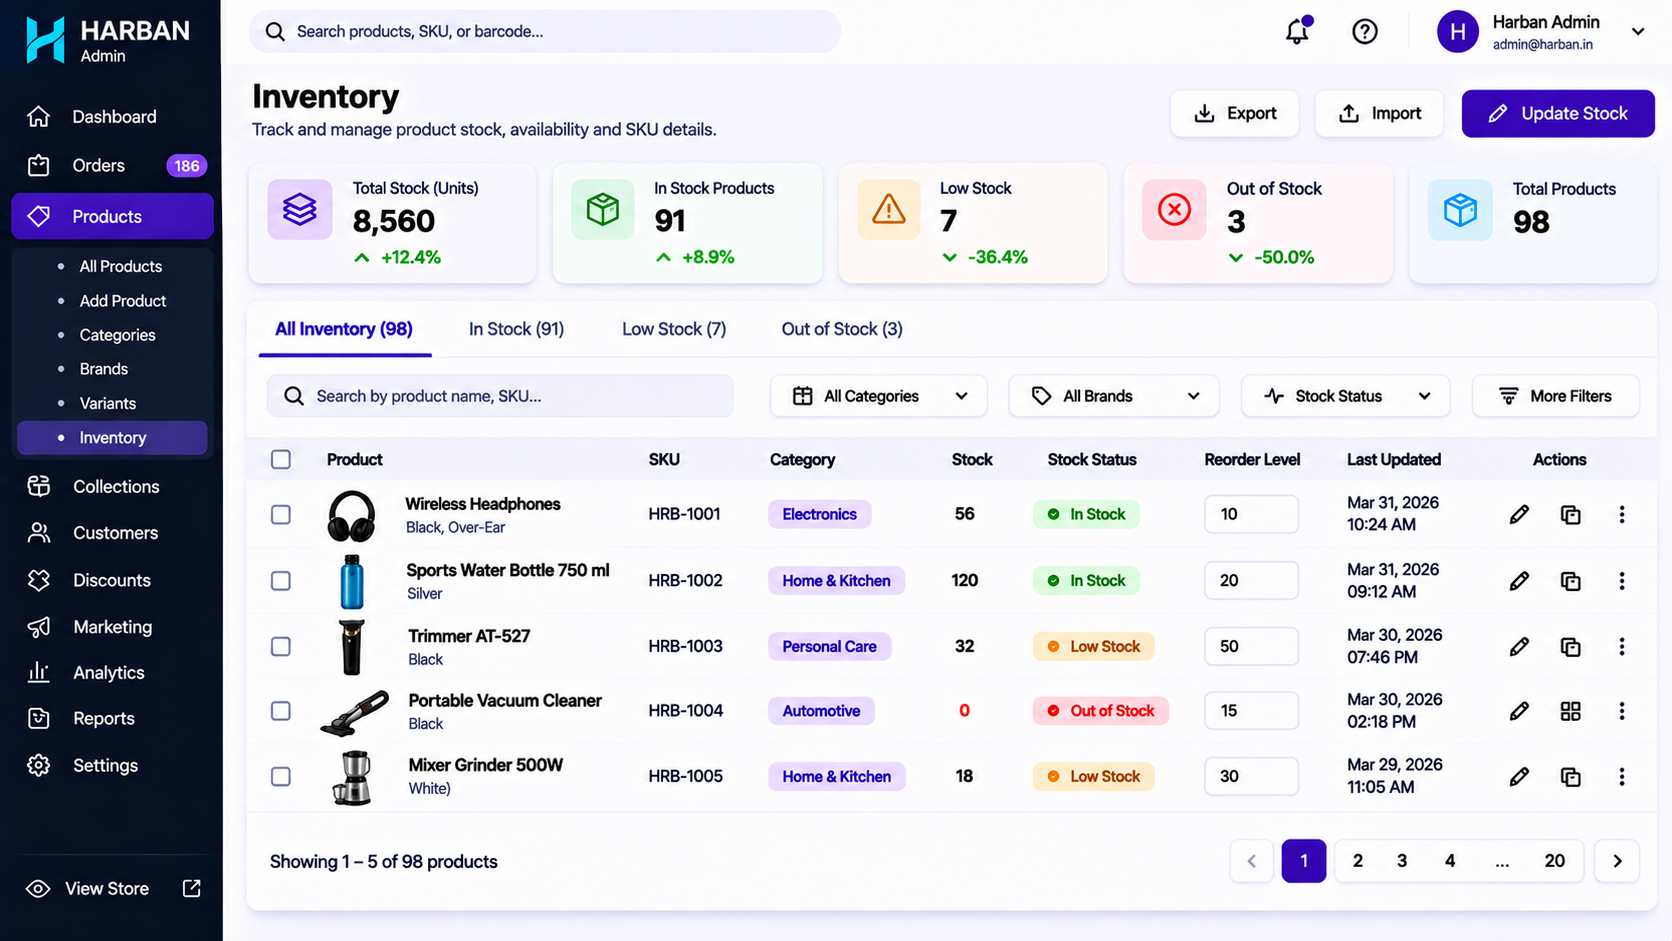 HARBAN
Admin
Search products, SKU, or barcode...
H
Harban Admin
admin@harban.in
Dashboard
Orders 186
Products
All Products
Add Product
Categories
Brands
Variants
Inventory
Collections
Customers
Discounts
Marketing
Analytics
Reports
Settings
View Store
Inventory
Track and manage product stock, availability and SKU details.
Export
Import
Update Stock
Total Stock (Units)
8,560
+12.4%
In Stock Products
91
+8.9%
Low Stock
7
-36.4%
Out of Stock
3
-50.0%
Total Products
98
All Inventory (98) In Stock (91) Low Stock (7) Out of Stock (3)
Search by product name, SKU... All Categories All Brands Stock Status More Filters
Product SKU Category Stock Stock Status Reorder Level Last Updated Actions
Wireless Headphones
Black, Over-Ear
HRB-1001 Electronics 56 In Stock 10
Mar 31, 2026
10:24 AM
Sports Water Bottle 750 ml
Silver
HRB-1002 Home & Kitchen 120 In Stock 20
Mar 31, 2026
09:12 AM
Trimmer AT-527
Black
HRB-1003 Personal Care 32 Low Stock 50
Mar 30, 2026
07:46 PM
Portable Vacuum Cleaner
Black
HRB-1004 Automotive 0 Out of Stock 15
Mar 30, 2026
02:18 PM
Mixer Grinder 500W
White)
HRB-1005 Home & Kitchen 18 Low Stock 30
Mar 29, 2026
11:05 AM
Showing 1 – 5 of 98 products
1 2 3 4 ... 20